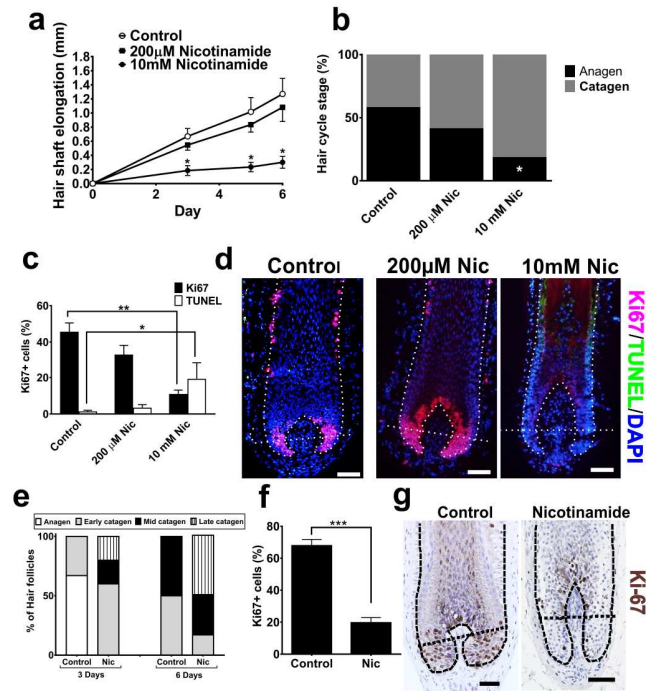 a
Control
200µM Nicotinamide
10mM Nicotinamide
Hair shaft elongation (mm)
1.8
1.6
1.4
1.2
1.0
0.8
0.6
0.4
0.2
0.0
* * *
0 2 4 6
Day
b
Anagen
Catagen
Hair cycle stage (%)
100
50
0
*
Control
200 µM Nic
10 mM Nic
c
Ki67
TUNEL
Ki67+ cells (%)
60
40
20
0
**
*
Control
200 µM Nic
10 mM Nic
d
Control
200µM Nic
10mM Nic
Ki67/TUNEL/DAPI
e
Anagen
Early catagen
Mid catagen
Late catagen
% of Hair follicles
100
50
0
Control Nic Control Nic
3 Days 6 Days
f
Ki67+ cells (%)
80
60
40
20
0
***
Control
Nic
g
Control
Nicotinamide
Ki-67